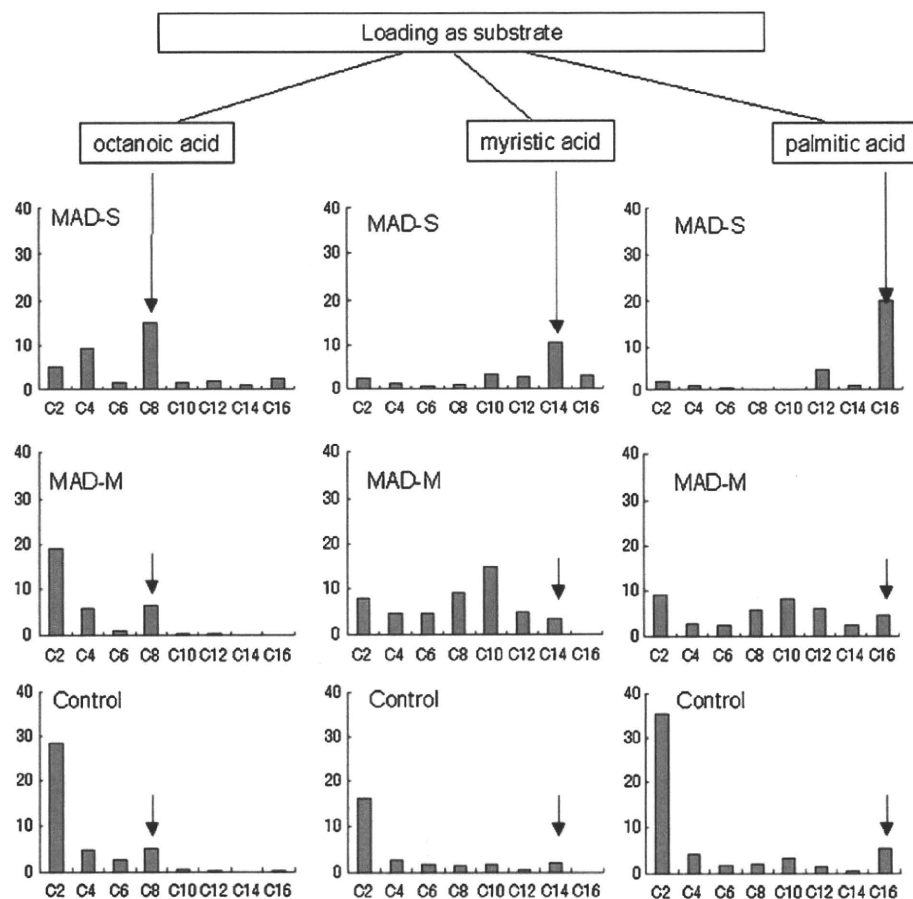 Loading as substrate
octanoic acid myristic acid palmitic acid
40 MAD-S 40 MAD-S 40 MAD-S
30 30 30
20 20 20
10 10 10
0 0 0
C2 C4 C6 C8 C10 C12 C14 C16 C2 C4 C6 C8 C10 C12 C14 C16 C2 C4 C6 C8 C10 C12 C14 C16
40 MAD-M 40 MAD-M 40 MAD-M
30 30 30
20 20 20
10 10 10
0 0 0
C2 C4 C6 C8 C10 C12 C14 C16 C2 C4 C6 C8 C10 C12 C14 C16 C2 C4 C6 C8 C10 C12 C14 C16
40 Control 40 Control 40 Control
30 30 30
20 20 20
10 10 10
0 0 0
C2 C4 C6 C8 C10 C12 C14 C16 C2 C4 C6 C8 C10 C12 C14 C16 C2 C4 C6 C8 C10 C12 C14 C16